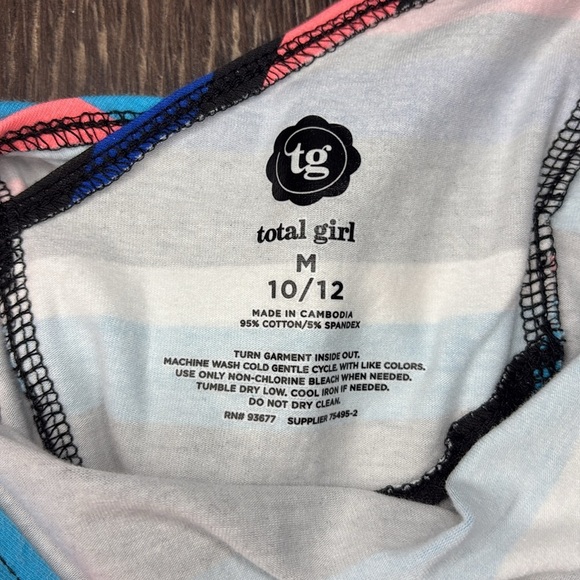 tg
total girl
M
10/12
MADE IN CAMBODIA
95% COTTON/5% SPANDEX
TURN GARMENT INSIDE OUT.
MACHINE WASH COLD GENTLE CYCLE, WITH LIKE COLORS.
USE ONLY NON-CHLORINE BLEACH WHEN NEEDED.
TUMBLE DRY LOW. COOL IRON IF NEEDED.
DO NOT DRY CLEAN.
RN# 93677 SUPPLIER 75495-2